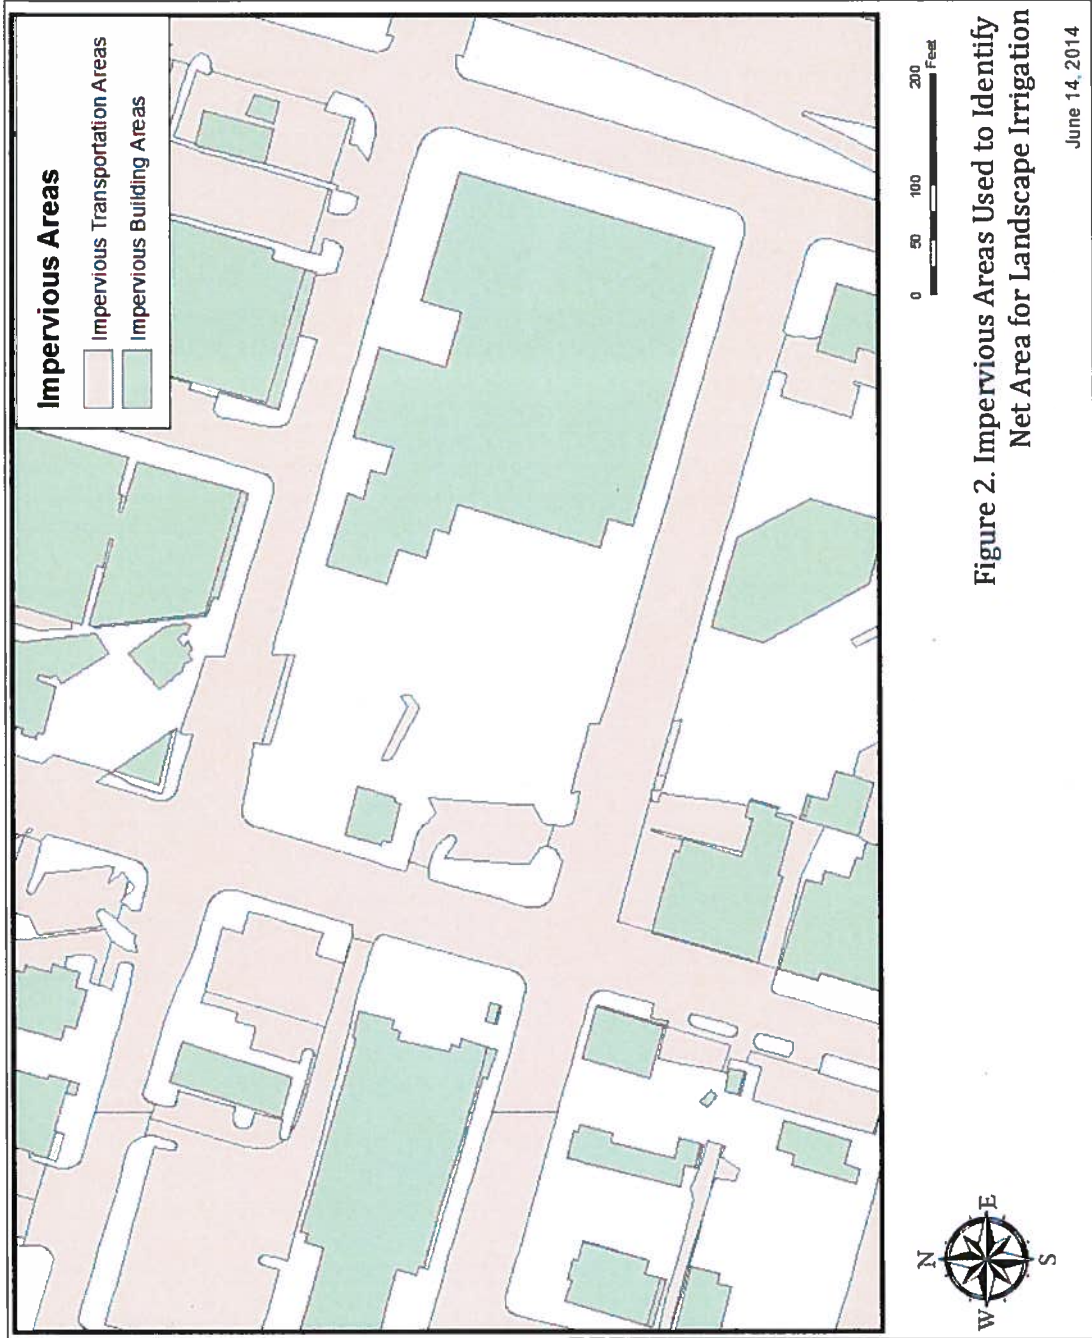 Impervious Areas
Impervious Transportation Areas
Impervious Building Areas
0 50 100 200
Feet
Figure 2. Impervious Areas Used to Identify
Net Area for Landscape Irrigation
June 14, 2014
N
W E
S